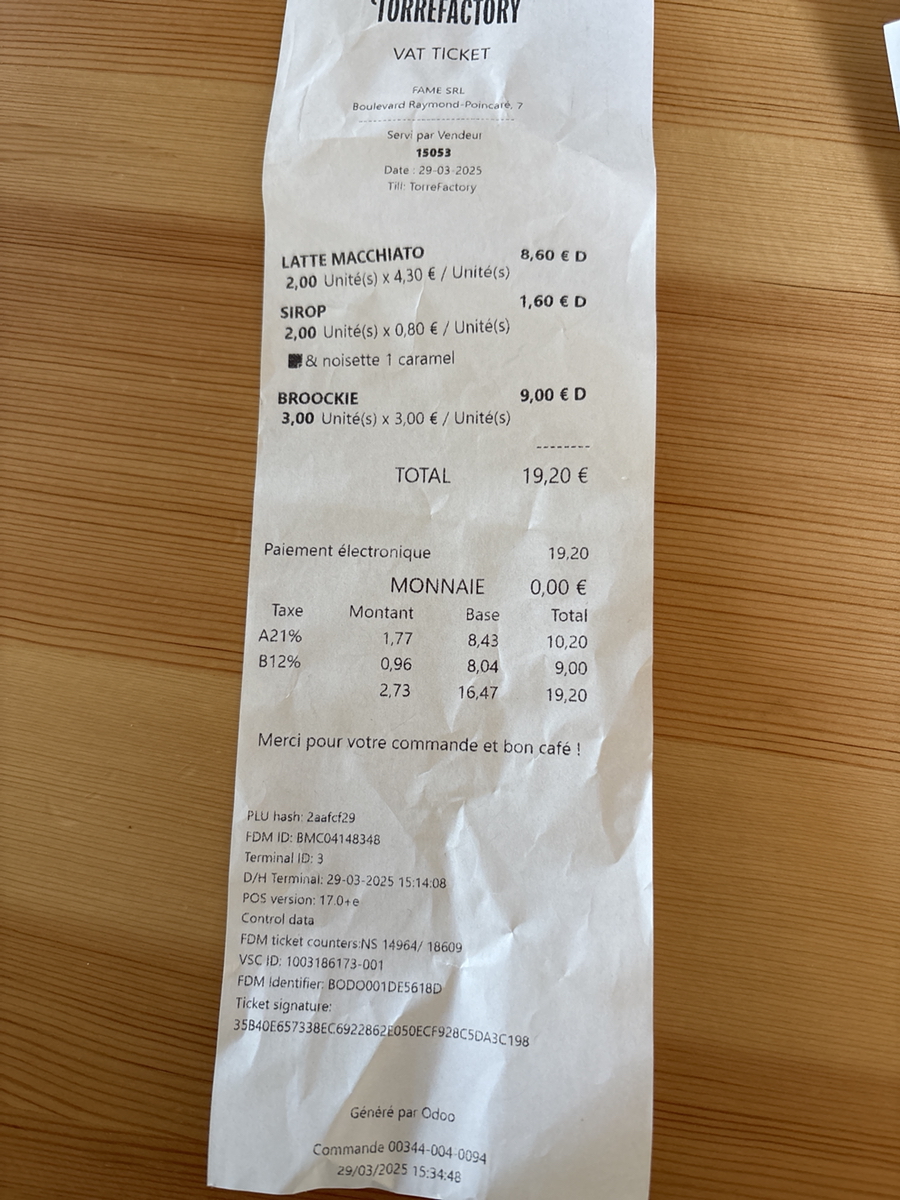 TORREFACTORY
VAT TICKET
FAME SRL
Boulevard Raymond-Poincaré, 7
--------------------------------
Servi par Vendeur
15053
Date : 29-03-2025
Till: TorreFactory
LATTE MACCHIATO 8,60 € D
2,00 Unité(s) x 4,30 € / Unité(s)
SIROP 1,60 € D
2,00 Unité(s) x 0,80 € / Unité(s)
& noisette 1 caramel
BROOCKIE 9,00 € D
3,00 Unité(s) x 3,00 € / Unité(s)
--------
TOTAL 19,20 €
Paiement électronique 19,20
MONNAIE 0,00 €
Taxe Montant Base Total
A21% 1,77 8,43 10,20
B12% 0,96 8,04 9,00
2,73 16,47 19,20
Merci pour votre commande et bon café !
PLU hash: 2aafcf29
FDM ID: BMC04148348
Terminal ID: 3
D/H Terminal: 29-03-2025 15:14:08
POS version: 17.0+e
Control data
FDM ticket counters:NS 14964/ 18609
VSC ID: 1003186173-001
FDM Identifier: BODO001DE5618D
Ticket signature:
35B40E657338EC6922862E050ECF928C5DA3C198
Généré par Odoo
Commande 00344-004-0094
29/03/2025 15:34:48